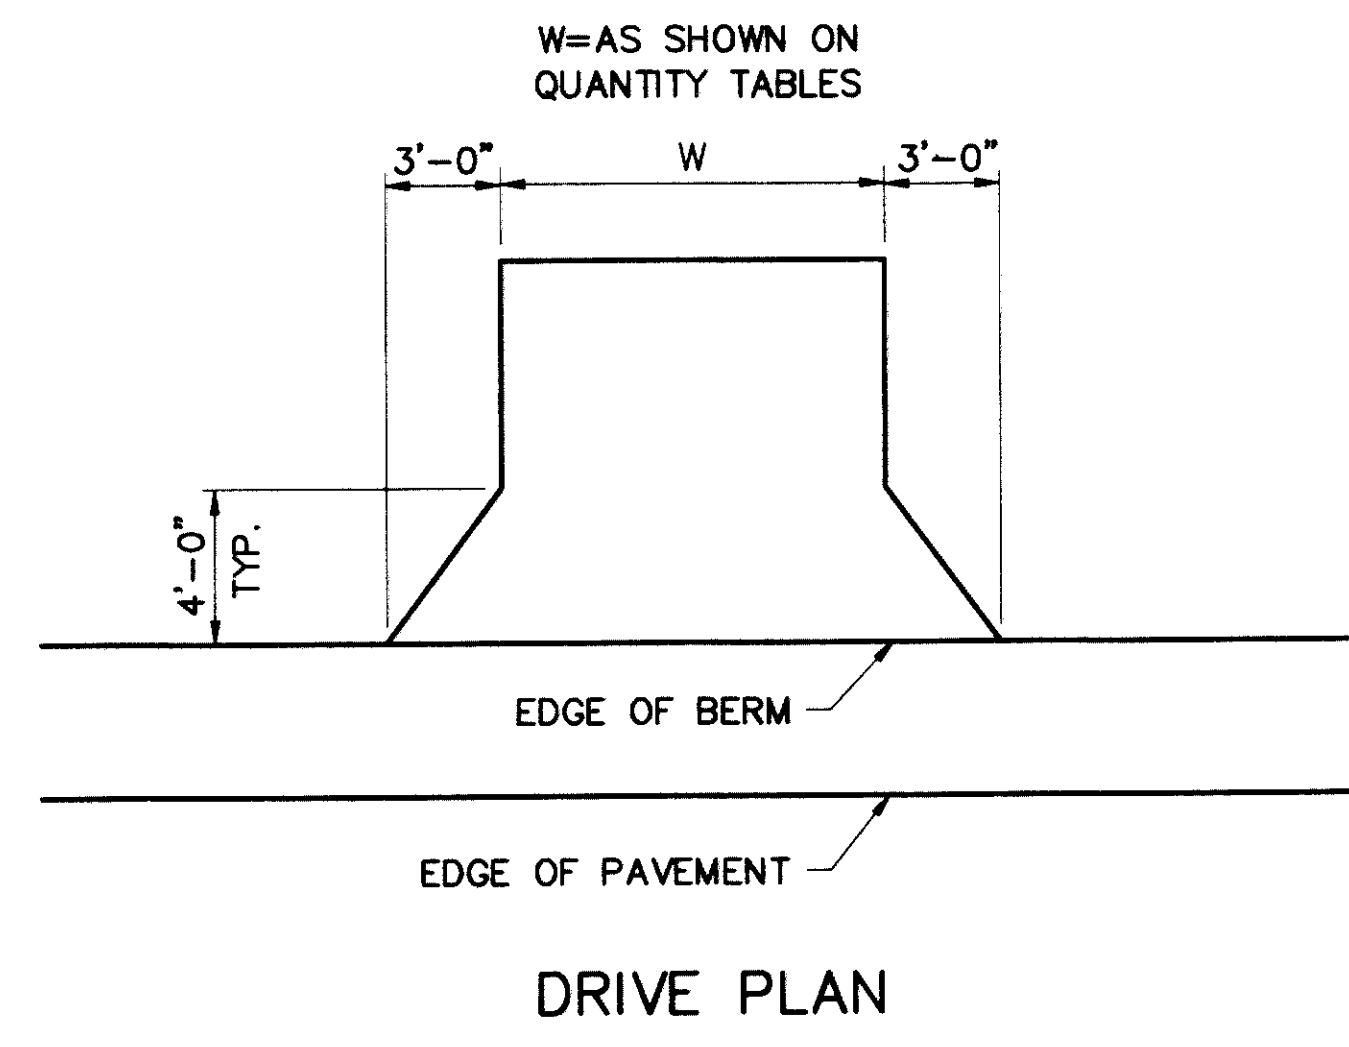 W=AS SHOWN ON
QUANTITY TABLES
3'-0" W 3'-0"
4'-0"
TYP.
EDGE OF BERM
EDGE OF PAVEMENT
DRIVE PLAN